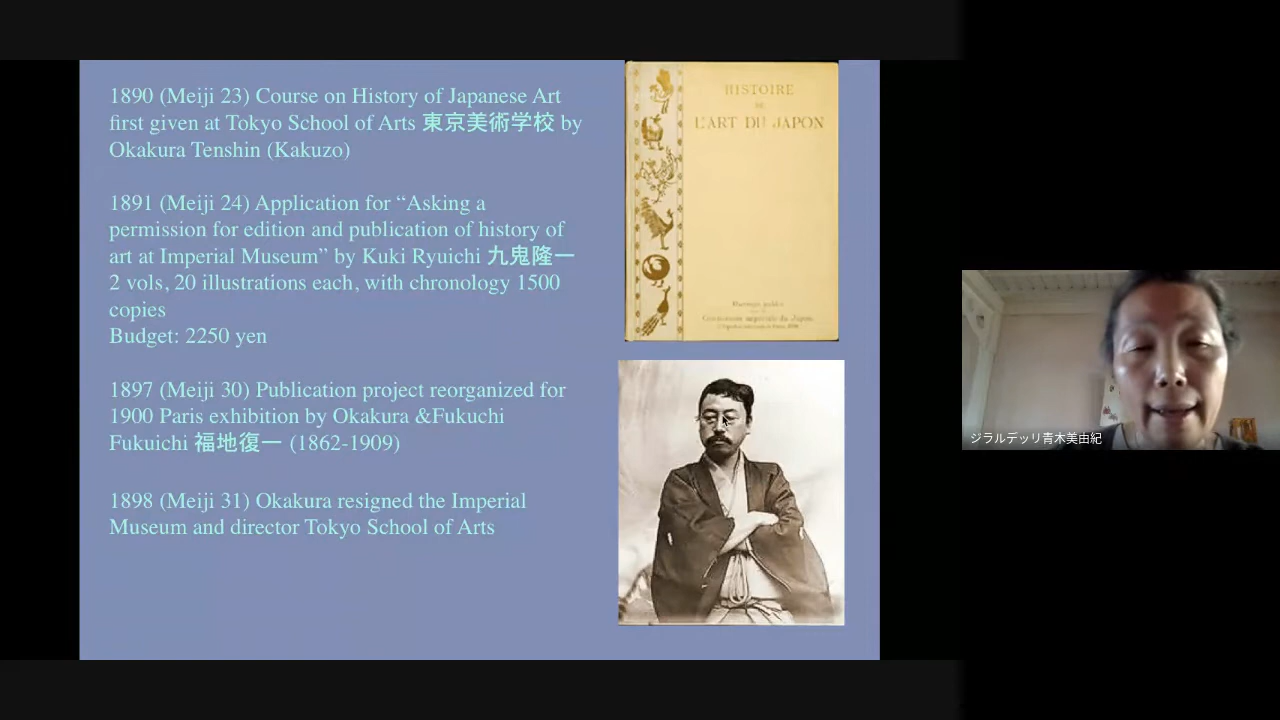 1890 (Meiji 23) Course on History of Japanese Art
first given at Tokyo School of Arts 東京美術学校 by
Okakura Tenshin (Kakuzo)
1891 (Meiji 24) Application for “Asking a
permission for edition and publication of history of
art at Imperial Museum” by Kuki Ryuichi 九鬼隆一
2 vols, 20 illustrations each, with chronology 1500
copies
Budget: 2250 yen
1897 (Meiji 30) Publication project reorganized for
1900 Paris exhibition by Okakura &Fukuchi
Fukuichi 福地復一 (1862-1909)
1898 (Meiji 31) Okakura resigned the Imperial
Museum and director Tokyo School of Arts
HISTOIRE
DE
L'ART DU JAPON
ジラルデッリ青木美由紀